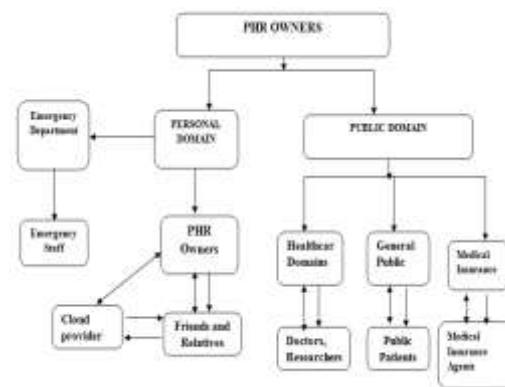 PHR OWNERS
Emergency
Department
PERSONAL
DOMAIN
PUBLIC DOMAIN
Emergency
Staff
PHR
Owners
Healthcar
Domains
General
Public
Medical
Insurance
Cloud
provider
Friends and
Relatives
Doctors,
Researchers
Public
Patients
Medical
Insurance
Agents